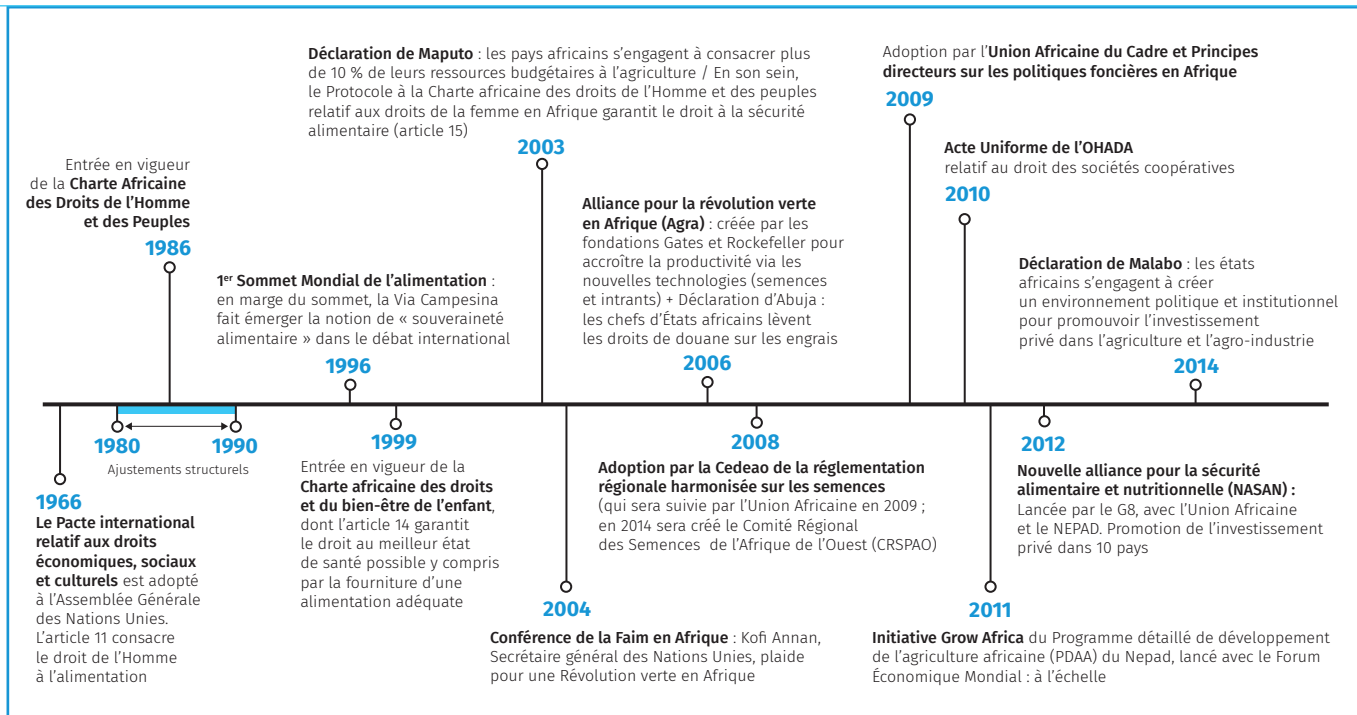 Déclaration de Maputo : les pays africains s'engagent à consacrer plus
de 10 % de leurs ressources budgétaires à l'agriculture / En son sein,
le Protocole à la Charte africaine des droits de l'Homme et des peuples
relatif aux droits de la femme en Afrique garantit le droit à la sécurité
alimentaire (article 15)
2003
Adoption par l'Union Africaine du Cadre et Principes
directeurs sur les politiques foncières en Afrique
2009
Entrée en vigueur
de la Charte Africaine
des Droits de l'Homme
et des Peuples
1986
Acte Uniforme de l'OHADA
relatif au droit des sociétés coopératives
2010
Alliance pour la révolution verte
en Afrique (Agra) : créée par les
fondations Gates et Rockefeller pour
accroître la productivité via les
nouvelles technologies (semences
et intrants) + Déclaration d'Abuja :
les chefs d'États africains lèvent
les droits de douane sur les engrais
2006
1er Sommet Mondial de l'alimentation :
en marge du sommet, la Via Campesina
fait émerger la notion de « souveraineté
alimentaire » dans le débat international
1996
Déclaration de Malabo : les états
africains s'engagent à créer
un environnement politique et institutionnel
pour promouvoir l'investissement
privé dans l'agriculture et l'agro-industrie
2014
1980
1990
Ajustements structurels
1966
Le Pacte international
relatif aux droits
économiques, sociaux
et culturels est adopté
à l'Assemblée Générale
des Nations Unies.
L'article 11 consacre
le droit de l'Homme
à l'alimentation
1999
Entrée en vigueur de la
Charte africaine des droits
et du bien-être de l'enfant,
dont l'article 14 garantit
le droit au meilleur état
de santé possible y compris
par la fourniture d'une
alimentation adéquate
2008
Adoption par la Cedeao de la réglementation
régionale harmonisée sur les semences
(qui sera suivie par l'Union Africaine en 2009 ;
en 2014 sera créé le Comité Régional
des Semences de l'Afrique de l'Ouest (CRSPAO)
2012
Nouvelle alliance pour la sécurité
alimentaire et nutritionnelle (NASAN) :
Lancée par le G8, avec l'Union Africaine
et le NEPAD. Promotion de l'investissement
privé dans 10 pays
2004
Conférence de la Faim en Afrique : Kofi Annan,
Secrétaire général des Nations Unies, plaide
pour une Révolution verte en Afrique
2011
Initiative Grow Africa du Programme détaillé de développement
de l'agriculture africaine (PDAA) du Nepad, lancé avec le Forum
Économique Mondial : à l'échelle